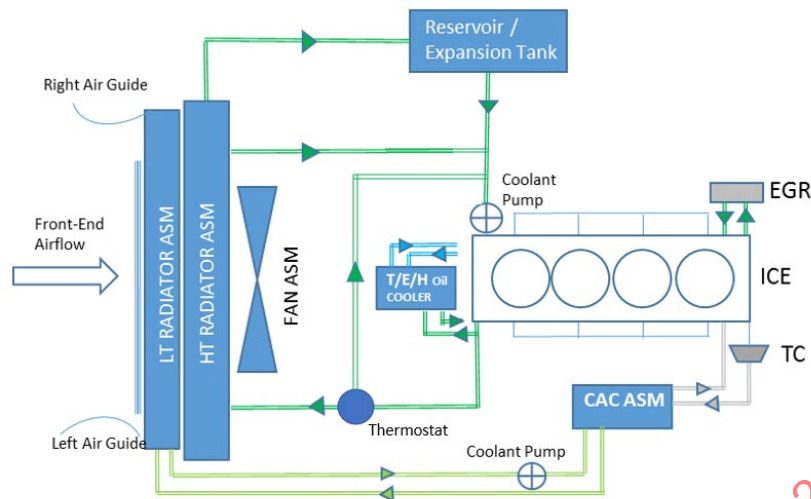 Reservoir /
Expansion Tank
Right Air Guide
Coolant
Pump
EGR
Front-End
Airflow
LT RADIATOR ASM
HT RADIATOR ASM
FAN ASM
T/E/H oil
COOLER
ICE
TC
CAC ASM
Thermostat
Left Air Guide
Coolant Pump